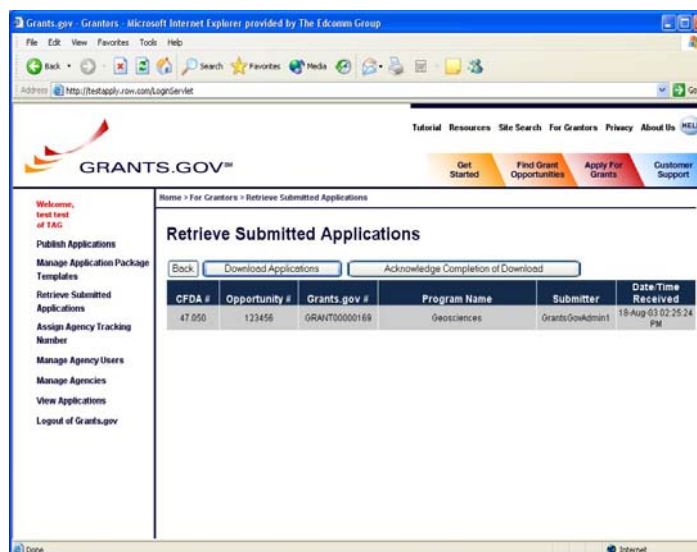 Grants.gov - Grantors - Microsoft Internet Explorer provided by The Edcomm Group
File Edit View Favorites Tools Help
Back Search Favorites Media
Address http://testapply.row.com/LoginServlet Go
Tutorial Resources Site Search For Grantors Privacy About Us HEL
GRANTS.GOV℠
Get Started
Find Grant Opportunities
Apply For Grants
Customer Support
Home > For Grantors > Retrieve Submitted Applications
Welcome,
test test
of TAG
Publish Applications
Manage Application Package
Templates
Retrieve Submitted
Applications
Assign Agency Tracking
Number
Manage Agency Users
Manage Agencies
View Applications
Logout of Grants.gov
Retrieve Submitted Applications
Back Download Applications Acknowledge Completion of Download
CFDA # Opportunity # Grants.gov # Program Name Submitter Date/Time Received
47.050 123456 GRANT00000169 Geosciences GrantsGovAdmin1 18-Aug-03 02:25:24 PM
Done Internet